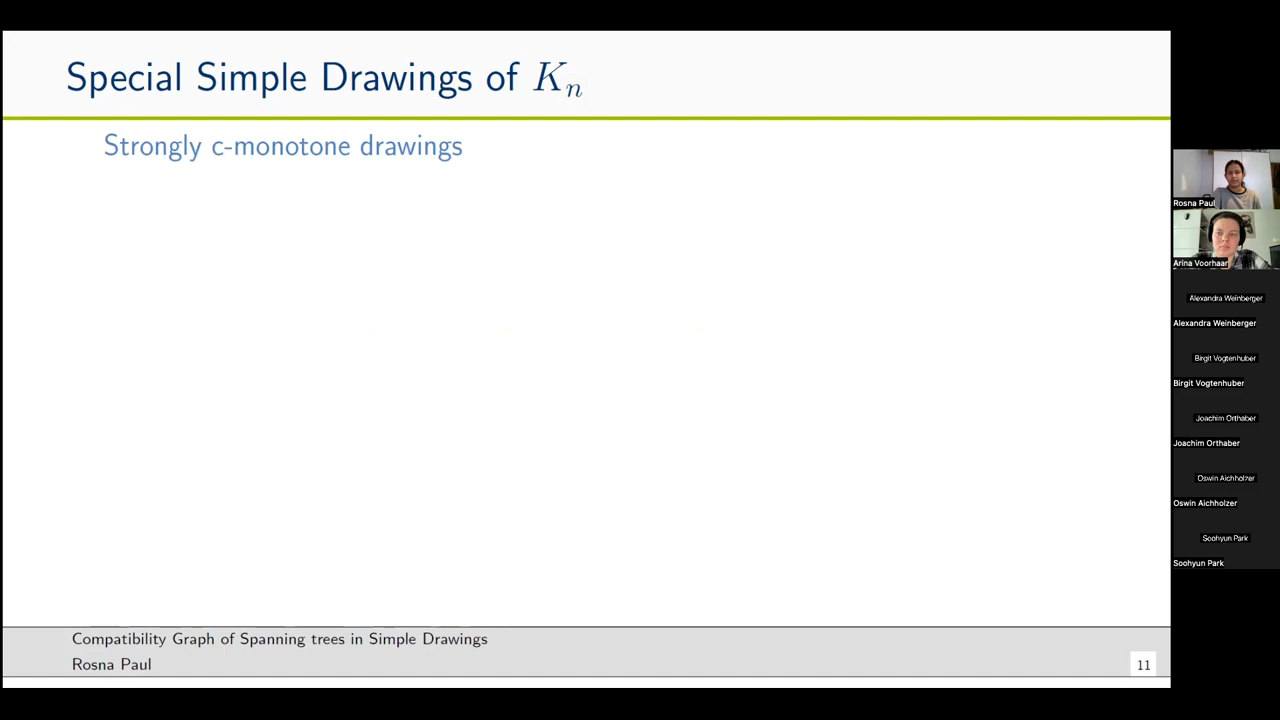 Special Simple Drawings of Kn
Strongly c-monotone drawings
Compatibility Graph of Spanning trees in Simple Drawings
Rosna Paul
11
Rosna Paul
Arina Voorhaar
Alexandra Weinberger
Alexandra Weinberger
Birgit Vogtenhuber
Birgit Vogtenhuber
Joachim Orthaber
Joachim Orthaber
Oswin Aichholzer
Oswin Aichholzer
Soohyun Park
Soohyun Park